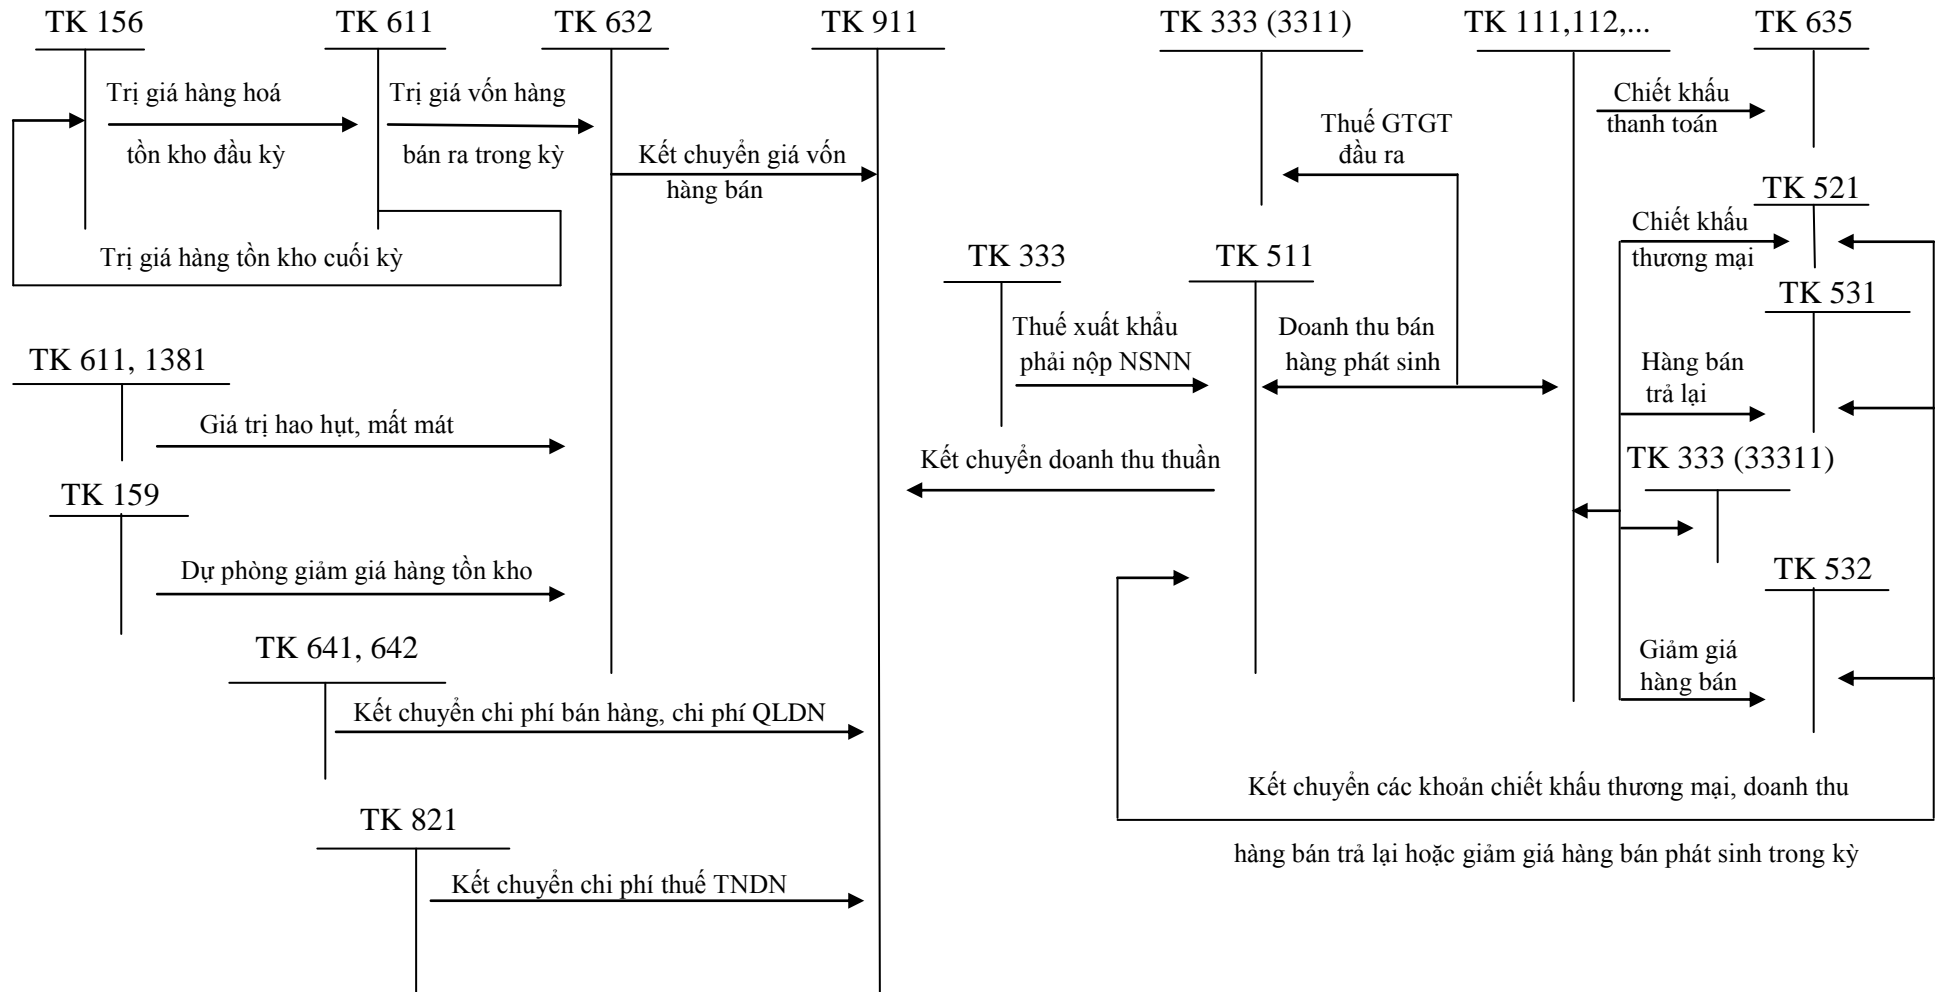 TK 156
TK 611
TK 632
TK 911
TK 333 (3311)
TK 111,112,...
TK 635
Trị giá hàng hoá
tồn kho đầu kỳ
Trị giá vốn hàng
bán ra trong kỳ
Kết chuyển giá vốn
hàng bán
Trị giá hàng tồn kho cuối kỳ
Thuế GTGT
đầu ra
Chiết khấu
thanh toán
TK 521
Chiết khấu
thương mại
TK 333
TK 511
TK 531
Thuế xuất khẩu
phải nộp NSNN
Doanh thu bán
hàng phát sinh
TK 611, 1381
Hàng bán
trả lại
Giá trị hao hụt, mất mát
Kết chuyển doanh thu thuần
TK 333 (33311)
TK 159
Dự phòng giảm giá hàng tồn kho
TK 532
TK 641, 642
Giảm giá
hàng bán
Kết chuyển chi phí bán hàng, chi phí QLDN
Kết chuyển các khoản chiết khấu thương mại, doanh thu
hàng bán trả lại hoặc giảm giá hàng bán phát sinh trong kỳ
TK 821
Kết chuyển chi phí thuế TNDN